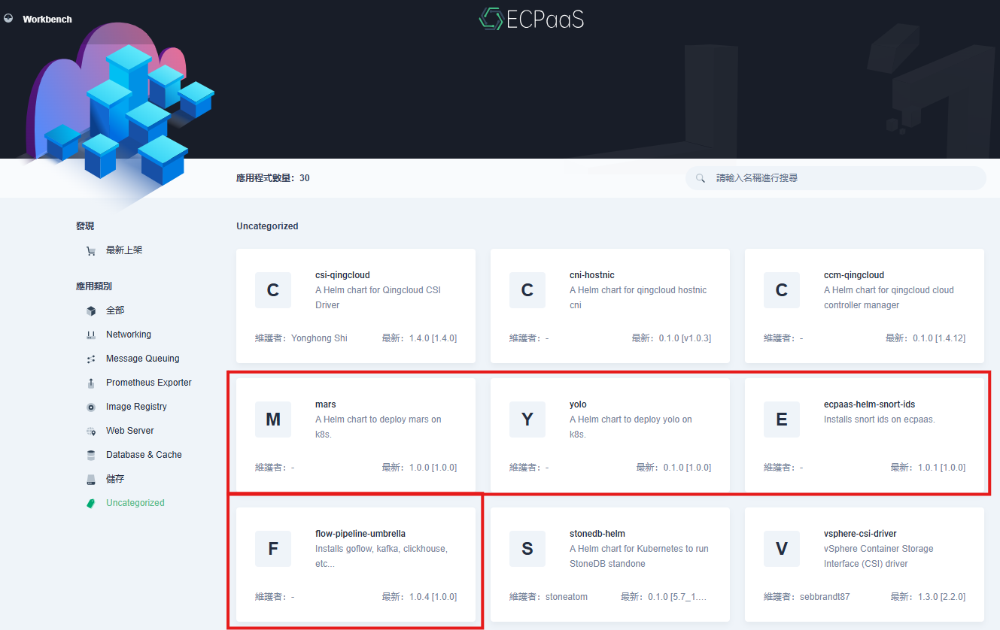 Workbench
ECPaaS
應用程式數量：30
請輸入名稱進行搜尋
發現
最新上架
應用類別
全部
Networking
Message Queuing
Prometheus Exporter
Image Registry
Web Server
Database & Cache
儲存
Uncategorized
Uncategorized
C
csi-qingcloud
A Helm chart for Qingcloud CSI
Driver
維護者：Yonghong Shi
最新：1.4.0 [1.4.0]
C
cni-hostnic
A Helm chart for qingcloud hostnic
cni
維護者：-
最新：0.1.0 [v1.0.3]
C
ccm-qingcloud
A Helm chart for qingcloud cloud
controller manager
維護者：-
最新：0.1.0 [1.4.12]
M
mars
A Helm chart to deploy mars on
k8s.
維護者：-
最新：1.0.0 [1.0.0]
Y
yolo
A Helm chart to deploy yolo on
k8s.
維護者：-
最新：0.1.0 [1.0.0]
E
ecpaas-helm-snort-ids
Installs snort ids on ecpaas.
維護者：-
最新：1.0.1 [1.0.0]
F
flow-pipeline-umbrella
Installs goflow, kafka, clickhouse,
etc...
維護者：-
最新：1.0.4 [1.0.0]
S
stonedb-helm
A Helm chart for Kubernetes to run
StoneDB standone
維護者：stoneatom
最新：0.1.0 [5.7_1....
V
vsphere-csi-driver
vSphere Container Storage
Interface (CSI) driver
維護者：sebbrandt87
最新：1.3.0 [2.2.0]